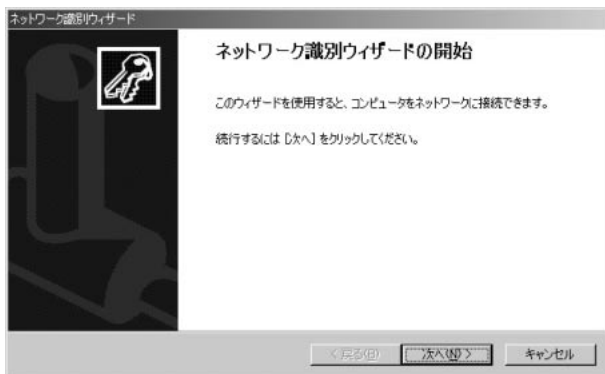 ネットワーク識別ウィザード
ネットワーク識別ウィザードの開始
このウィザードを使用すると、コンピュータをネットワークに接続できます。
続行するには [次へ] をクリックしてください。
< 戻る(B)
次へ(N) >
キャンセル